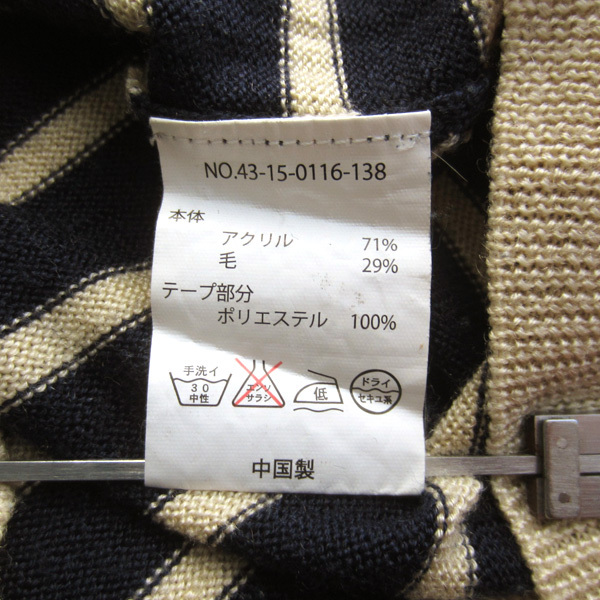 NO.43-15-0116-138
本体
アクリル 71%
毛 29%
テープ部分
ポリエステル 100%
手洗イ
30
中性
エンソ
サラシ
低
ドライ
セキユ系
中国製